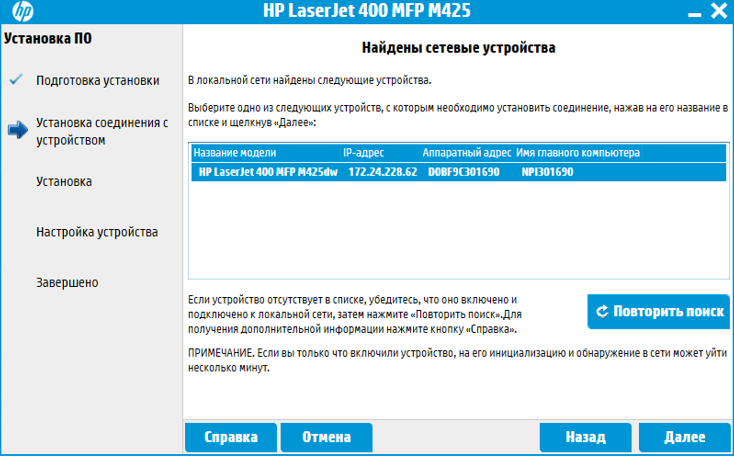 hp
HP LaserJet 400 MFP M425
Установка ПО
Подготовка установки
Установка соединения с
устройством
Установка
Настройка устройства
Завершено
Найдены сетевые устройства
В локальной сети найдены следующие устройства.
Выберите одно из следующих устройств, с которым необходимо установить соединение, нажав на его название в
списке и щелкнув «Далее»:
Название модели IP-адрес Аппаратный адрес Имя главного компьютера
HP LaserJet 400 MFP M425dw 172.24.228.62 D0BF9C301690 NPI301690
Если устройство отсутствует в списке, убедитесь, что оно включено и
подключено к локальной сети, затем нажмите «Повторить поиск».Для
получения дополнительной информации нажмите кнопку «Справка».
Повторить поиск
ПРИМЕЧАНИЕ. Если вы только что включили устройство, на его инициализацию и обнаружение в сети может уйти
несколько минут.
Справка Отмена Назад Далее